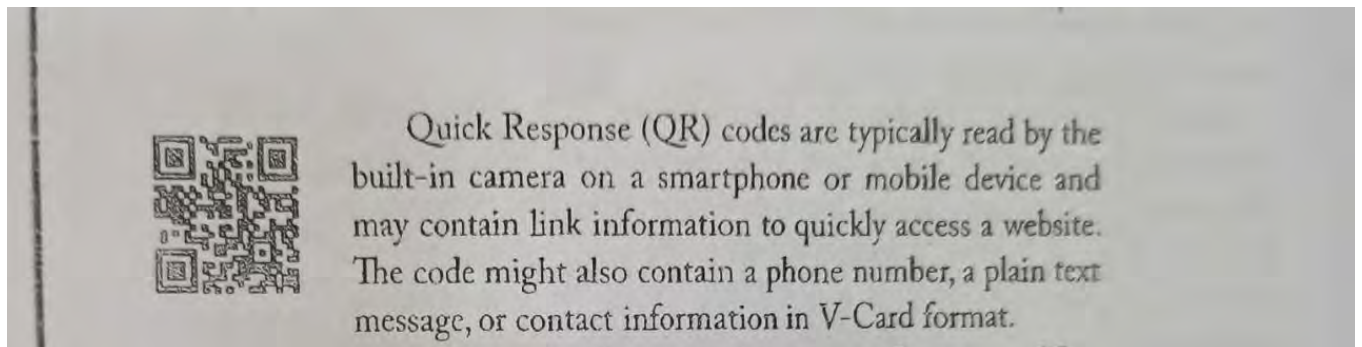 Quick Response (QR) codes are typically read by the
built-in camera on a smartphone or mobile device and
may contain link information to quickly access a website.
The code might also contain a phone number, a plain text
message, or contact information in V-Card format.